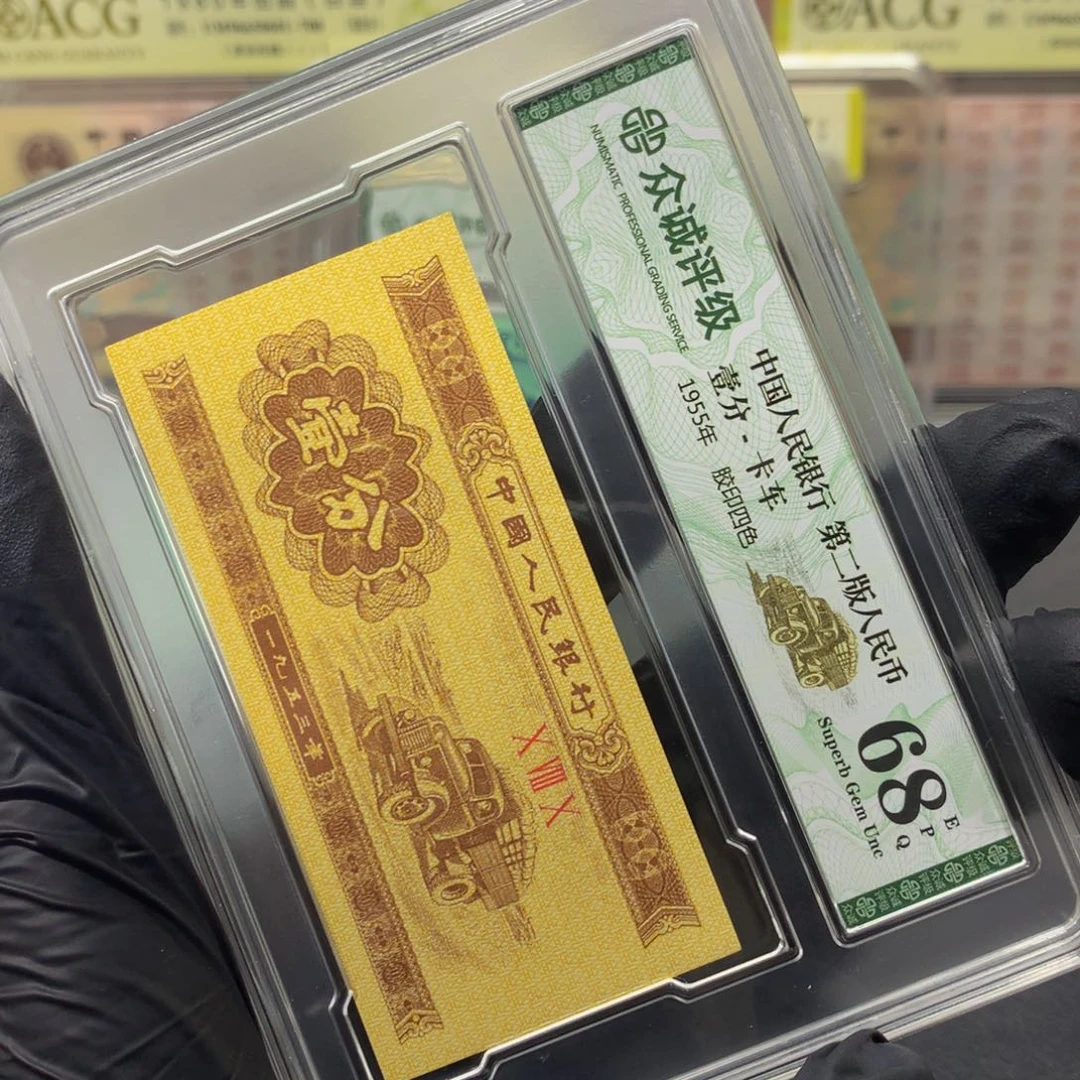 ACG
ACG
众诚评级
NUMISMATIC PROFESSIONAL GRADING SERVICE
中国人民银行 第二版人民币
壹分·卡车
1955年 胶印四色
68
E
P
Q
Superb Gem Unc
中國人民銀行
壹分
X Ⅷ X
一九五三年